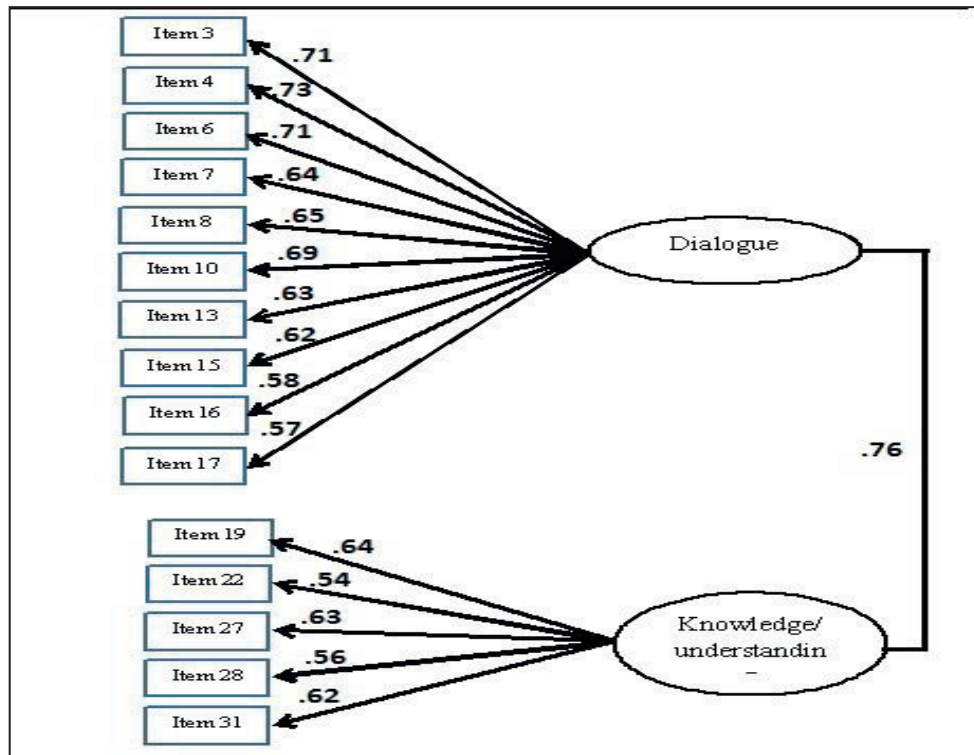 Item 3
.71
Item 4
.73
Item 6
.71
Item 7
.64
Item 8
.65
Item 10
.69
Item 13
.63
Item 15
.62
Item 16
.58
Item 17
.57
Dialogue
.76
Item 19
.64
Item 22
.54
Item 27
.63
Item 28
.56
Item 31
.62
Knowledge/
understandin